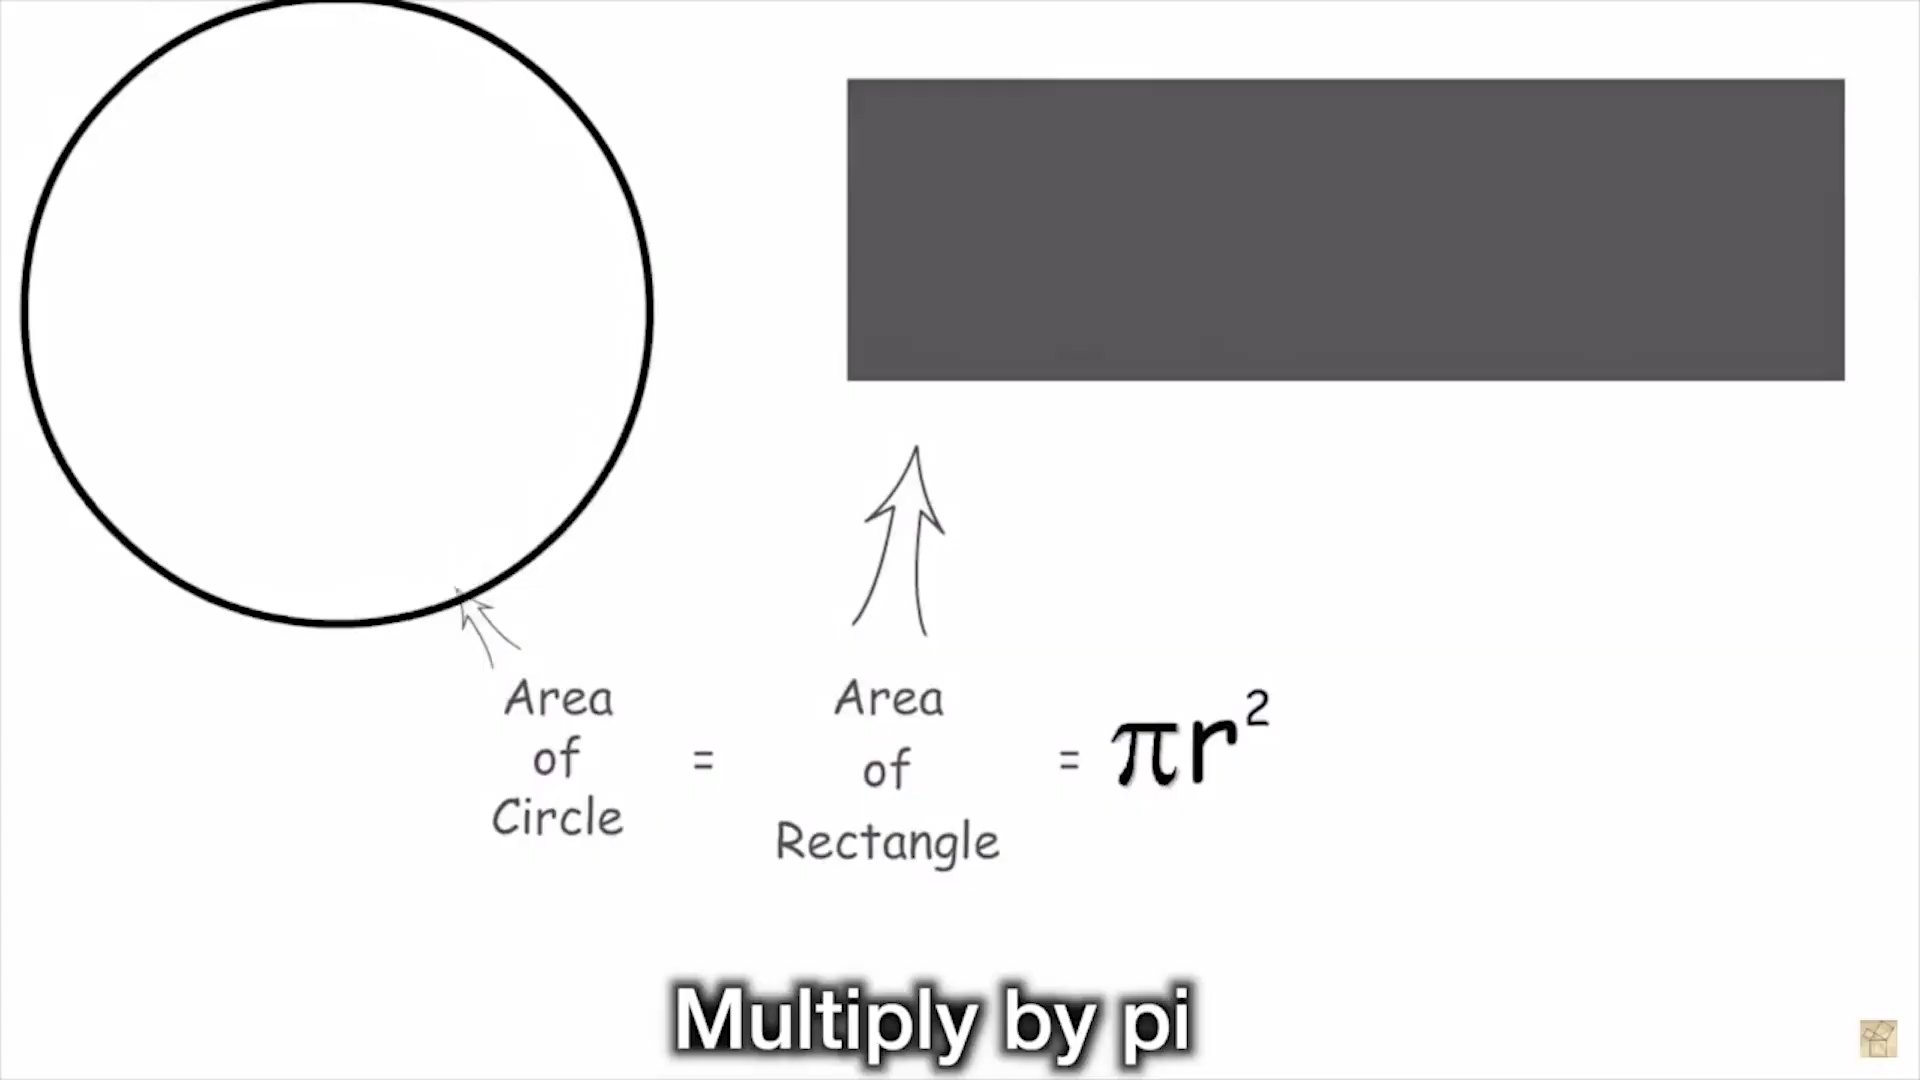 Area
of
Circle
=
Area
of
Rectangle
=
πr²
Multiply by pi